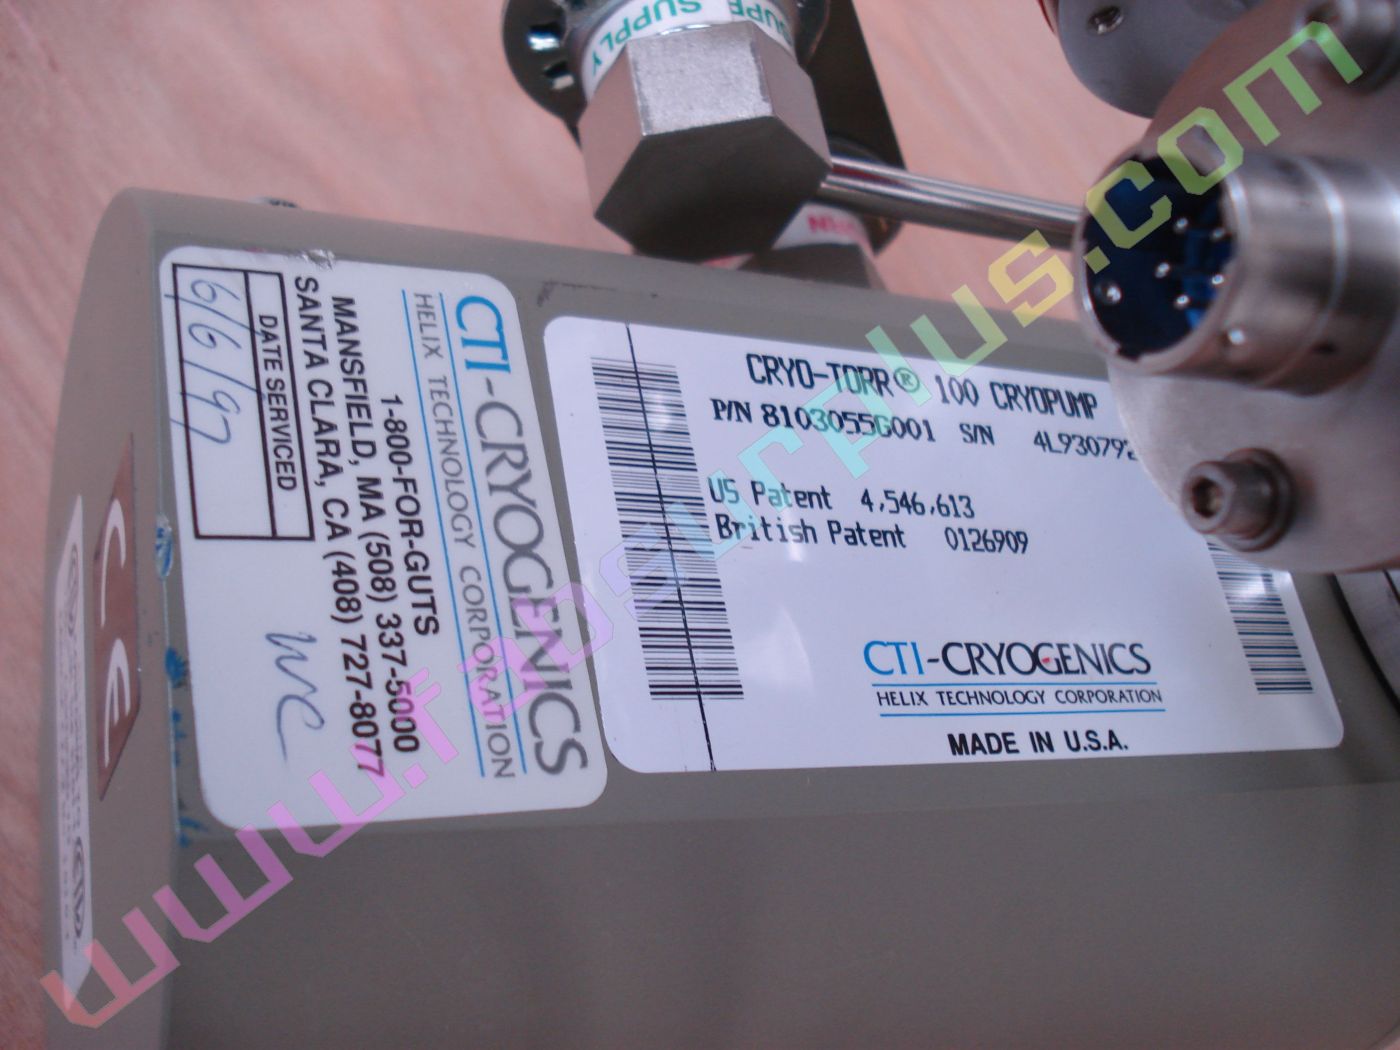 SUPPLY
SUPPLY
CTI-CRYOGENICS
HELIX TECHNOLOGY CORPORATION
1-800-FOR-GUTS
MANSFIELD, MA (508) 337-5000
SANTA CLARA, CA (408) 727-8077
DATE SERVICED
6/6/97
CRYO-TORR® 100 CRYOPUMP
P/N 8103055G001 S/N 4L93079
US Patent 4,546,613
British Patent 0126909
CTI-CRYOGENICS
HELIX TECHNOLOGY CORPORATION
MADE IN U.S.A.
CE
www.fabsurplus.com